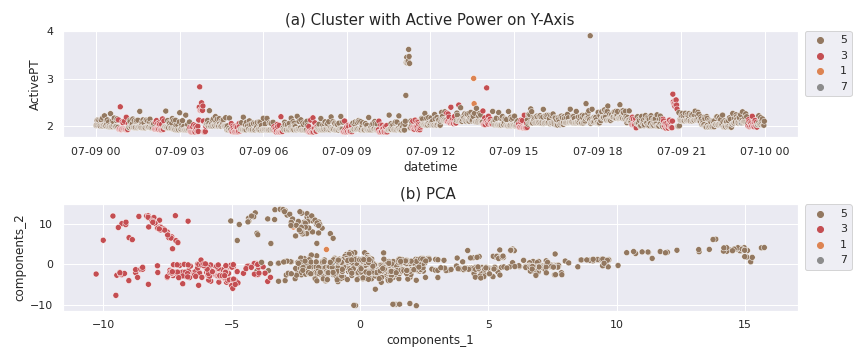 (a) Cluster with Active Power on Y-Axis
4
3
2
ActivePT
07-09 00 07-09 03 07-09 06 07-09 09 07-09 12 07-09 15 07-09 18 07-09 21 07-10 00
datetime
5
3
1
7
(b) PCA
10
0
−10
components_2
−10 −5 0 5 10 15
components_1
5
3
1
7